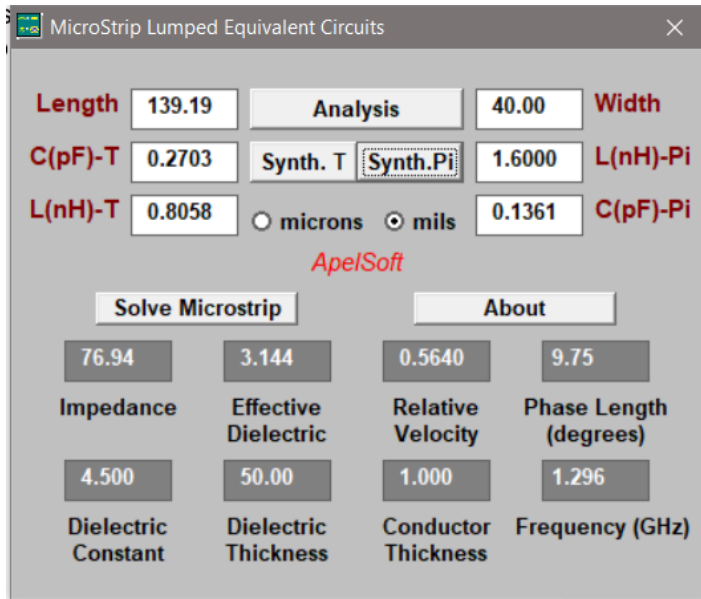 MicroStrip Lumped Equivalent Circuits
Length 139.19 Analysis 40.00 Width
C(pF)-T 0.2703 Synth. T Synth.Pi 1.6000 L(nH)-Pi
L(nH)-T 0.8058 microns mils 0.1361 C(pF)-Pi
ApelSoft
Solve Microstrip About
76.94 3.144 0.5640 9.75
Impedance Effective Relative Phase Length
Dielectric Velocity (degrees)
4.500 50.00 1.000 1.296
Dielectric Dielectric Conductor Frequency (GHz)
Constant Thickness Thickness